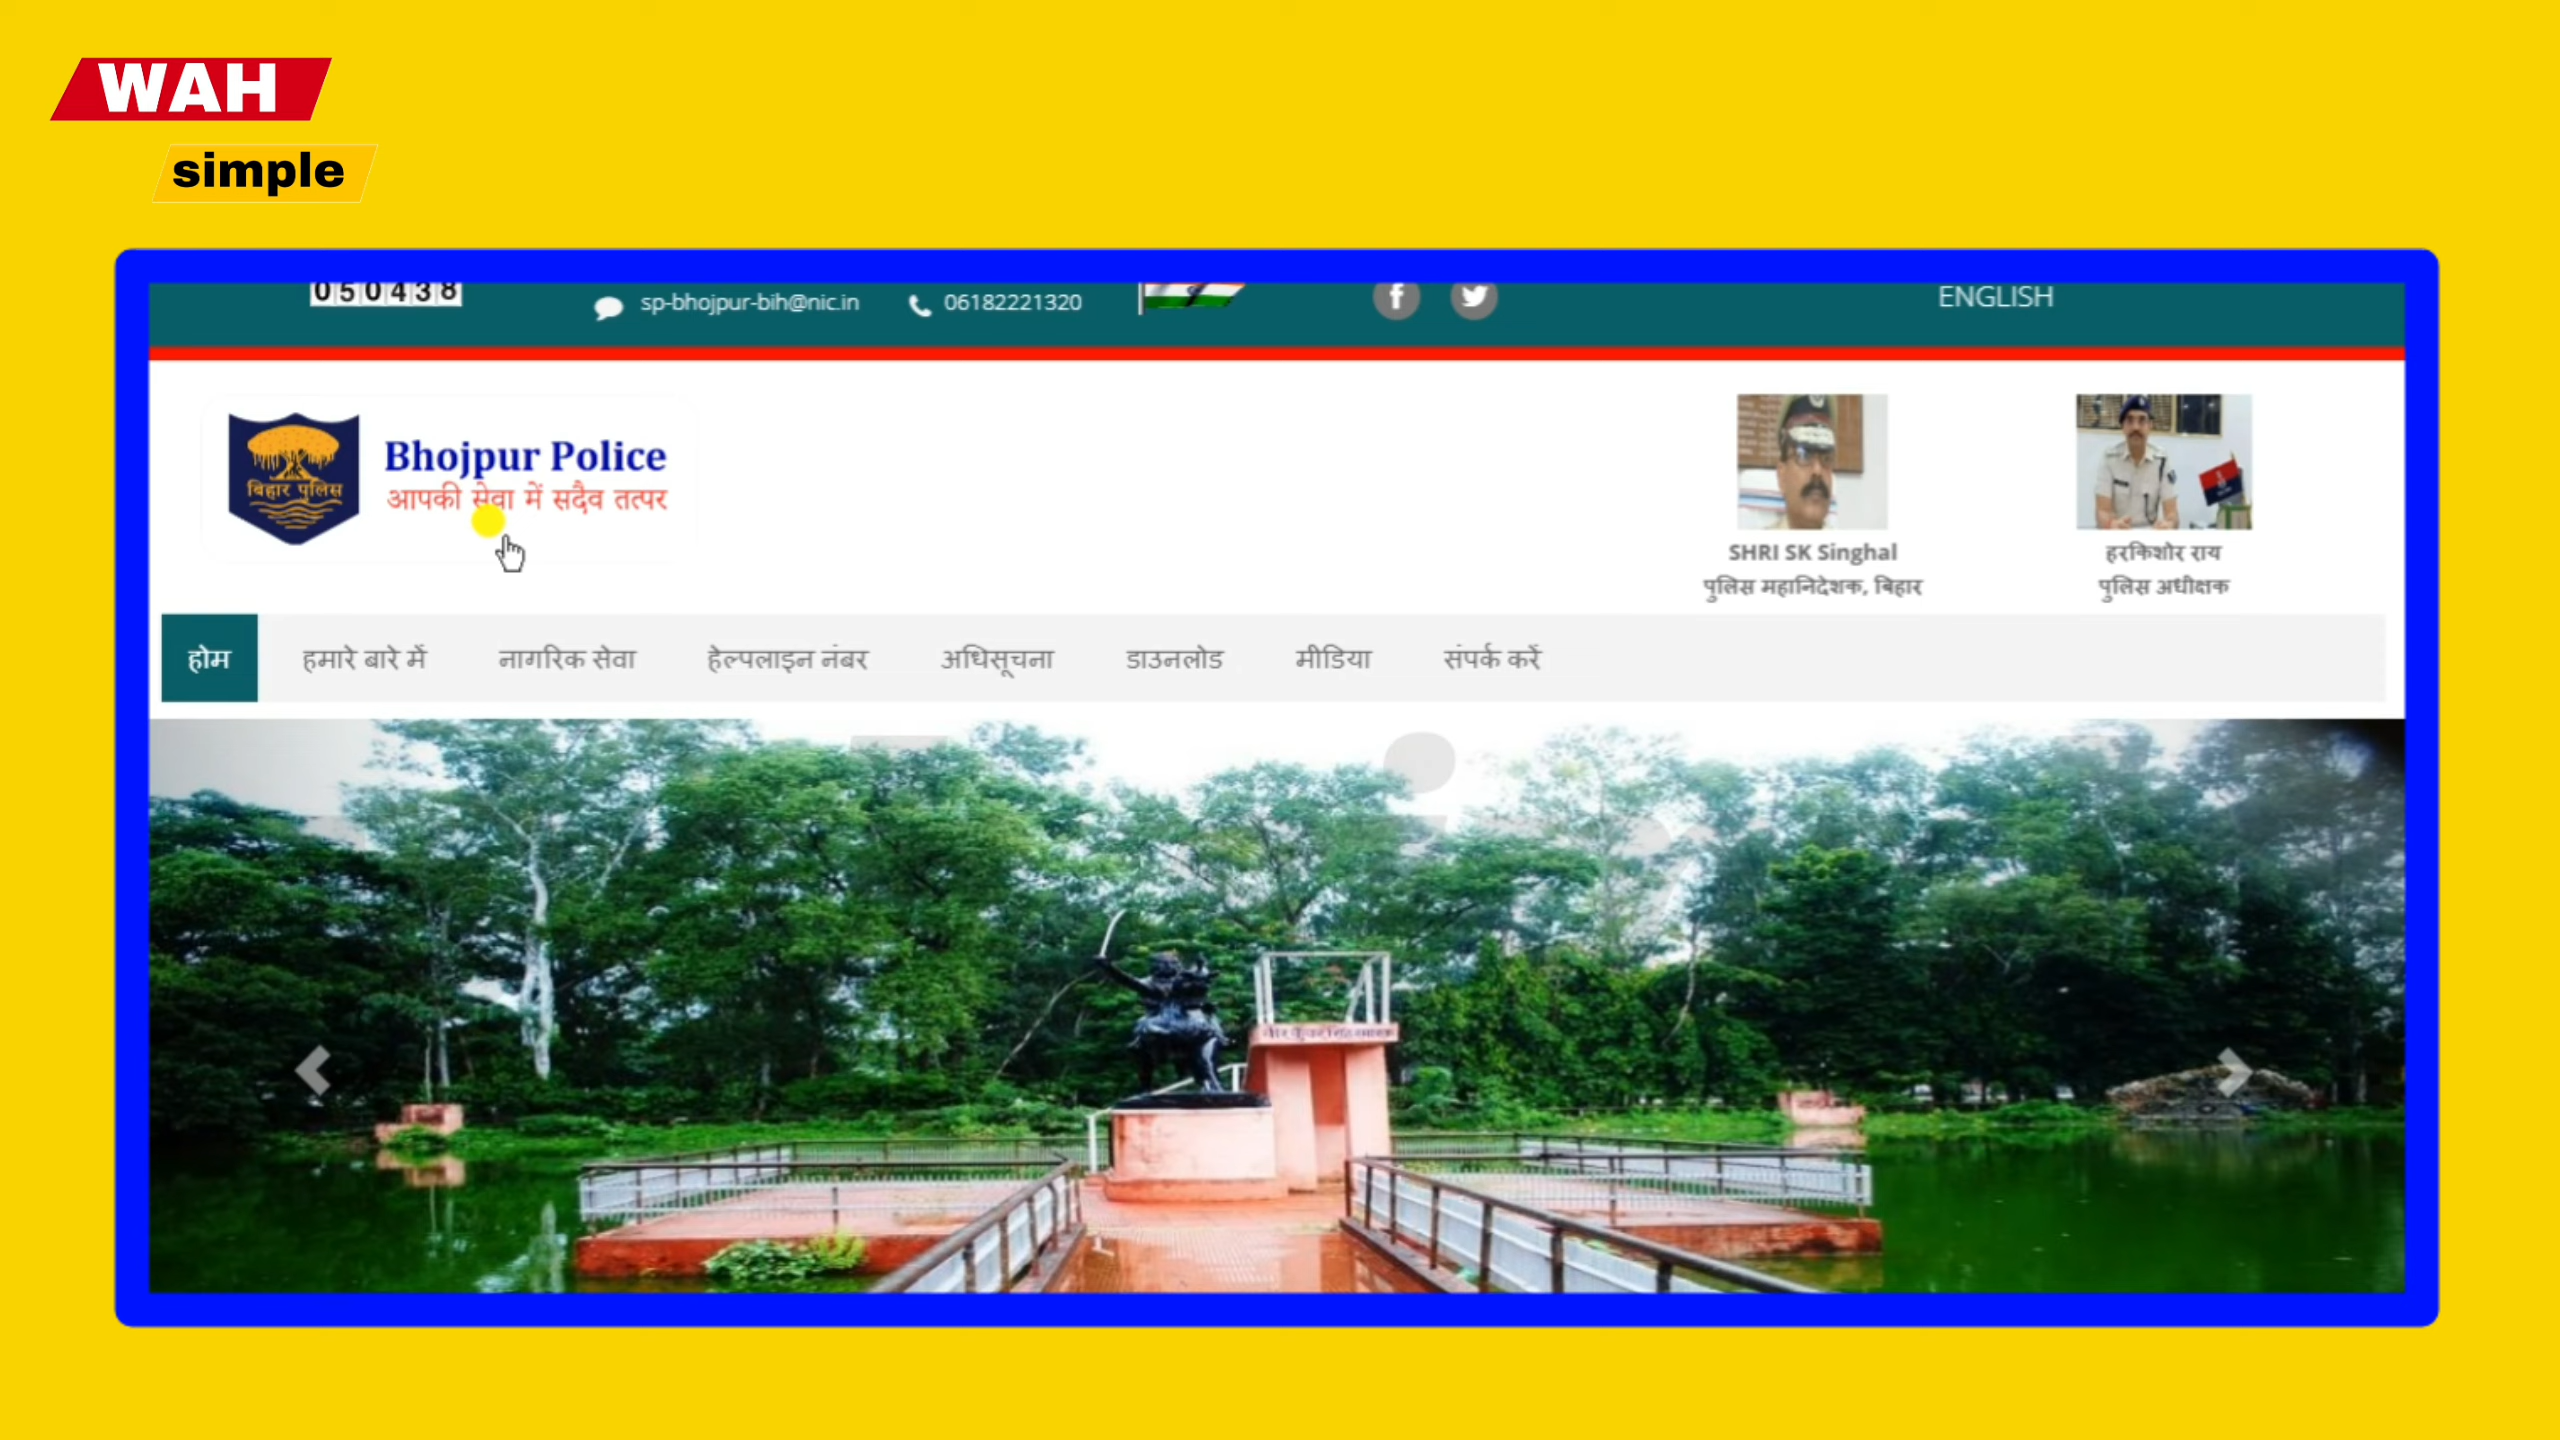 WAH
simple
050438
sp-bhojpur-bih@nic.in
06182221320
ENGLISH
Bhojpur Police
आपकी सेवा में सदैव तत्पर
बिहार पुलिस
SHRI SK Singhal
पुलिस महानिदेशक, बिहार
हरकिशोर राय
पुलिस अधीक्षक
होम हमारे बारे में नागरिक सेवा हेल्पलाइन नंबर अधिसूचना डाउनलोड मीडिया संपर्क करें